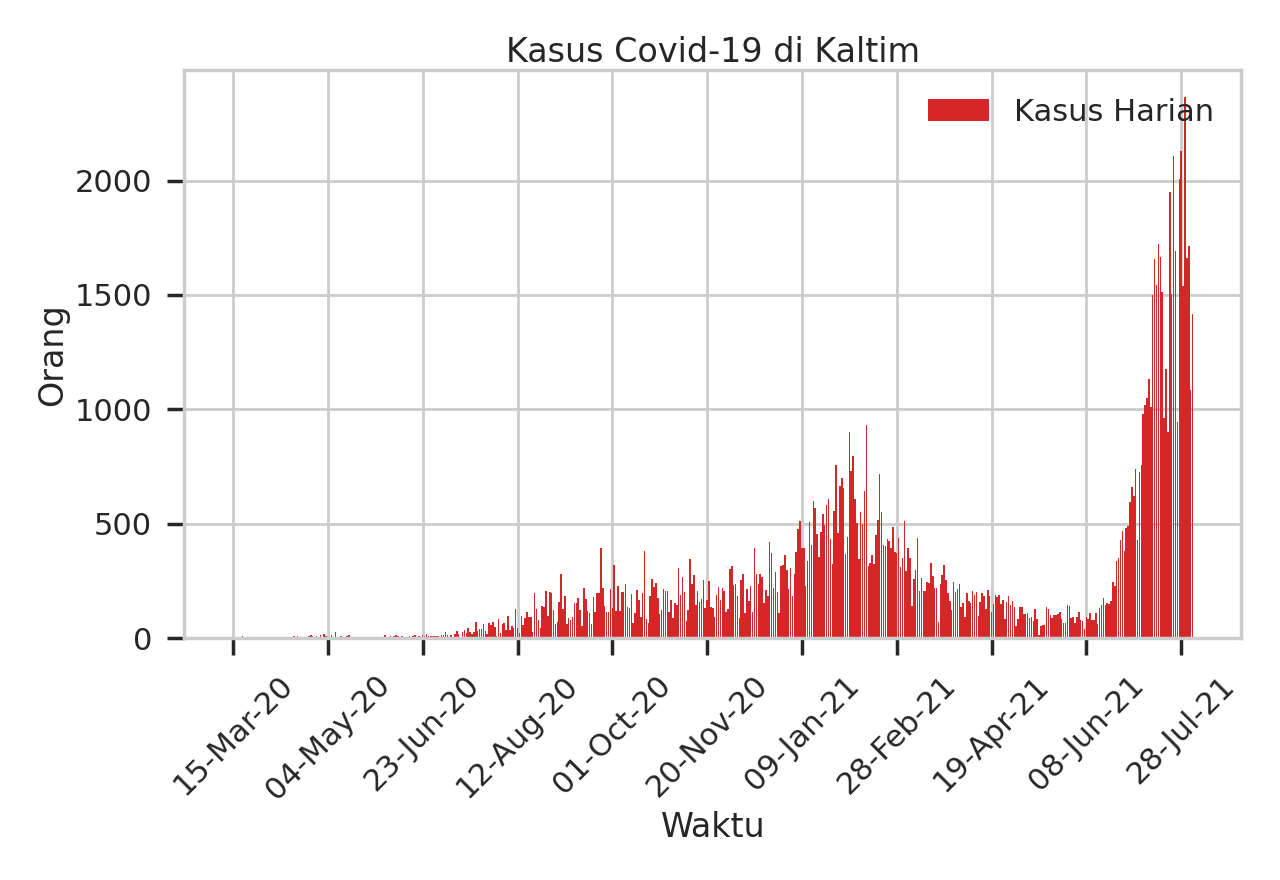 Kasus Covid-19 di Kaltim
Kasus Harian
Orang
2000
1500
1000
500
0
15-Mar-20
04-May-20
23-Jun-20
12-Aug-20
01-Oct-20
20-Nov-20
09-Jan-21
28-Feb-21
19-Apr-21
08-Jun-21
28-Jul-21
Waktu